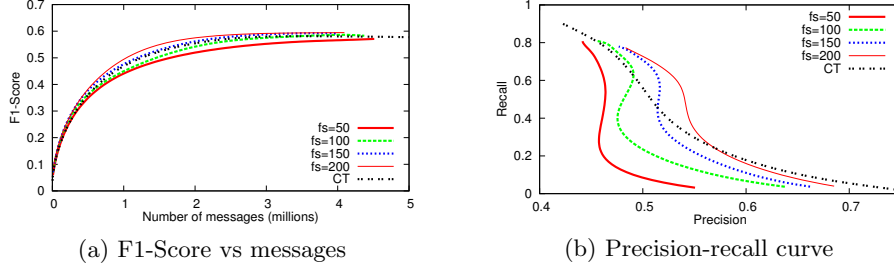 0.7
0.6
0.5
0.4
0.3
0.2
0.1
0
F1-Score
fs=50
fs=100
fs=150
fs=200
CT
0 1 2 3 4 5
Number of messages (millions)
(a) F1-Score vs messages
1
0.8
0.6
0.4
0.2
0
Recall
fs=50
fs=100
fs=150
fs=200
CT
0.4 0.5 0.6 0.7
Precision
(b) Precision-recall curve